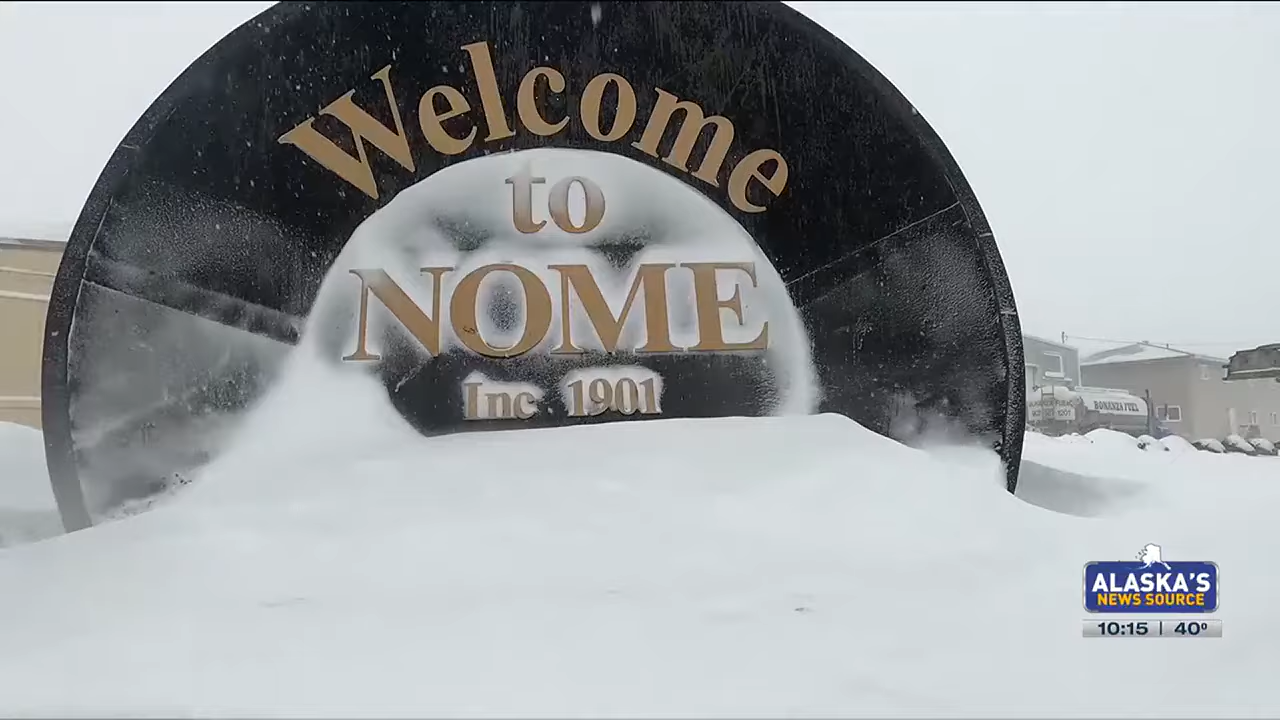 Welcome
to
NOME
Inc 1901
BONANZA FUEL
ALASKA'S
NEWS SOURCE
10:15 | 40°